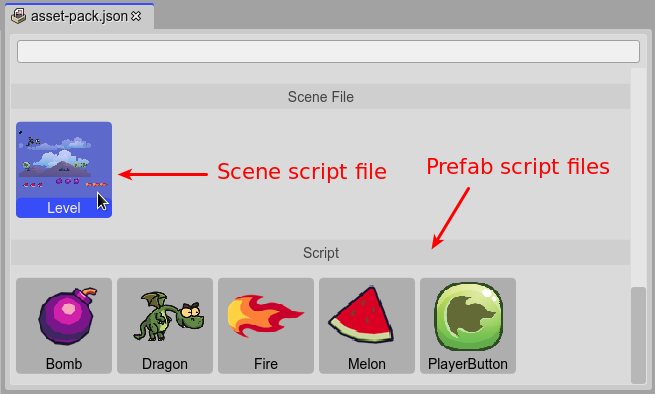 asset-pack.json
Scene File
Level
Scene script file
Prefab script files
Script
Bomb
Dragon
Fire
Melon
PlayerButton